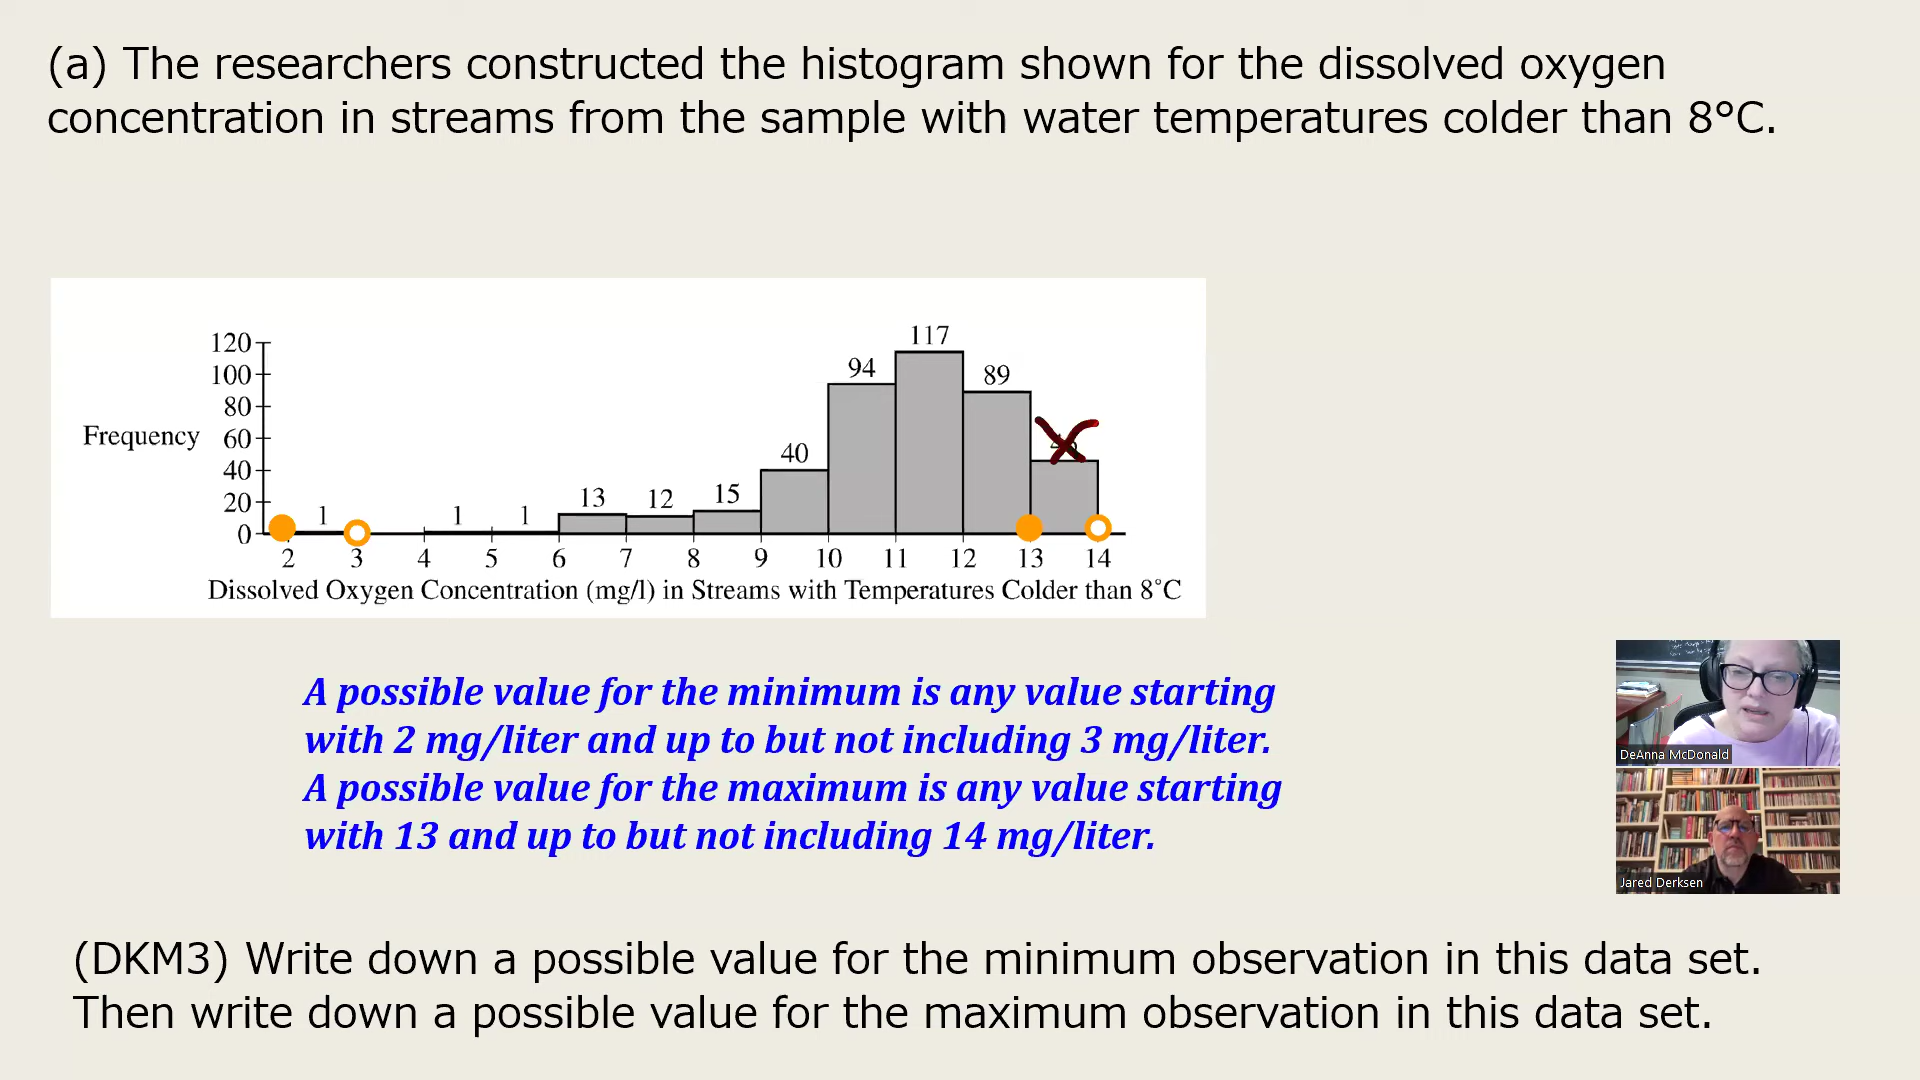 (a) The researchers constructed the histogram shown for the dissolved oxygen
concentration in streams from the sample with water temperatures colder than 8°C.
120
100
80
60
40
20
0
Frequency
1
1
1
13
12
15
40
94
117
89
2 3 4 5 6 7 8 9 10 11 12 13 14
Dissolved Oxygen Concentration (mg/l) in Streams with Temperatures Colder than 8°C
A possible value for the minimum is any value starting
with 2 mg/liter and up to but not including 3 mg/liter.
A possible value for the maximum is any value starting
with 13 and up to but not including 14 mg/liter.
DeAnna McDonald
Jared Derksen
(DKM3) Write down a possible value for the minimum observation in this data set.
Then write down a possible value for the maximum observation in this data set.